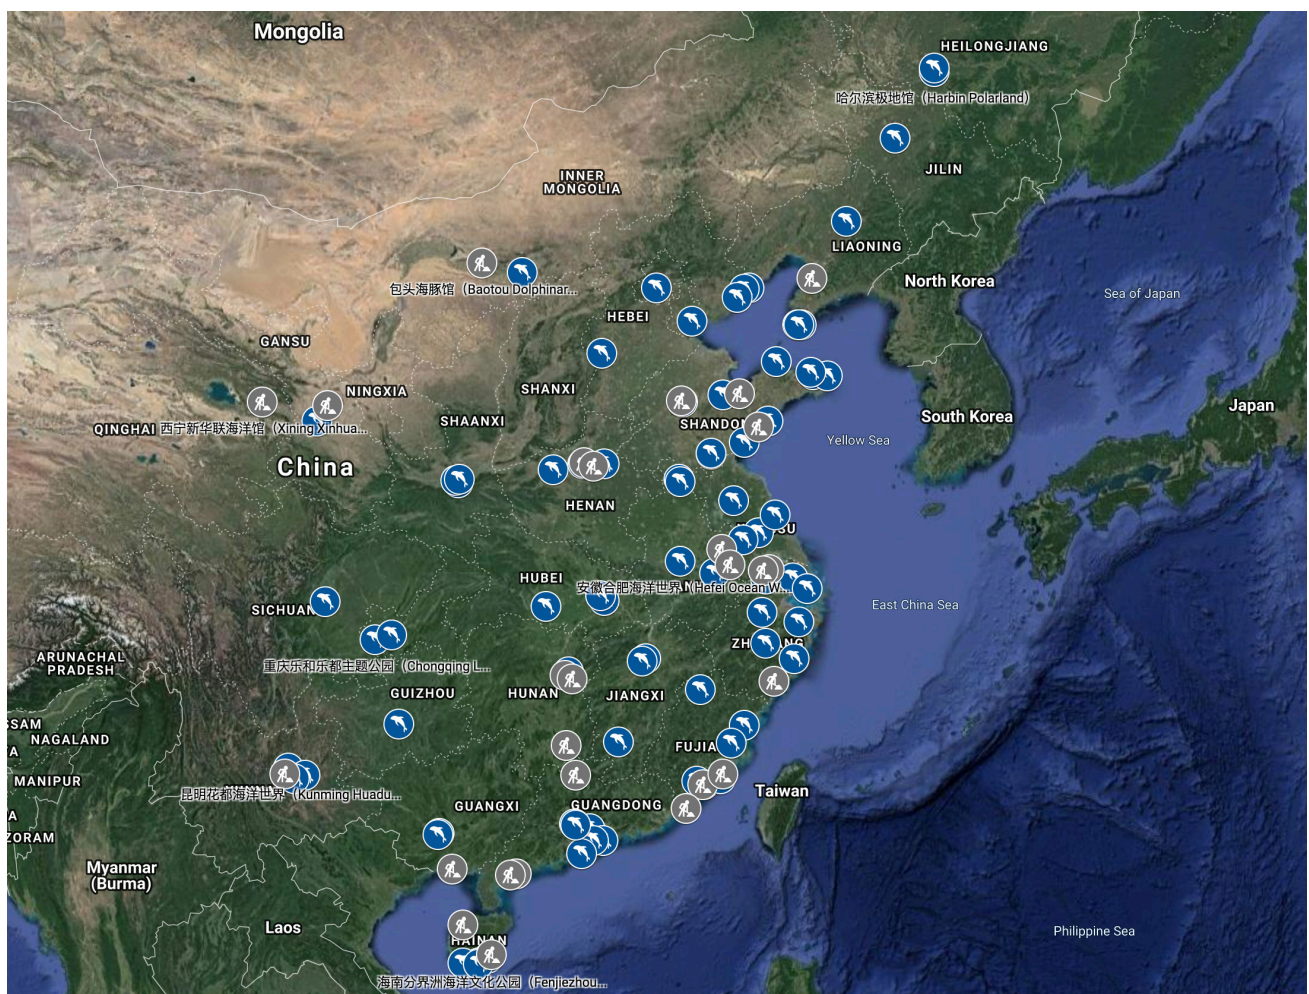 Mongolia
HEILONGJIANG
哈尔滨极地馆（Harbin Polarland）
JILIN
INNER
MONGOLIA
LIAONING
North Korea
包头海豚馆（Baotou Dolphinar...
Sea of Japan
HEBEI
GANSU
NINGXIA
SHANXI
Japan
SHAANXI
South Korea
QINGHAI
西宁新华联海洋馆（Xining Xinhua...
SHANDO
Yellow Sea
China
HENAN
SU
HUBEI
安徽合肥海洋世界（Hefei Ocean W...
East China Sea
SICHUAN
ZH
ANG
ARUNACHAL
PRADESH
重庆乐和乐都主题公园（Chongqing L...
GUIZHOU
HUNAN
JIANGXI
SSAM
NAGALAND
FUJIA
MANIPUR
昆明花都海洋世界（Kunming Huadu...
Taiwan
GUANGXI
GUANGDONG
ZORAM
Myanmar
(Burma)
Laos
HAINAN
Philippine Sea
海南分界洲海洋文化公园（Fenjiezhou...